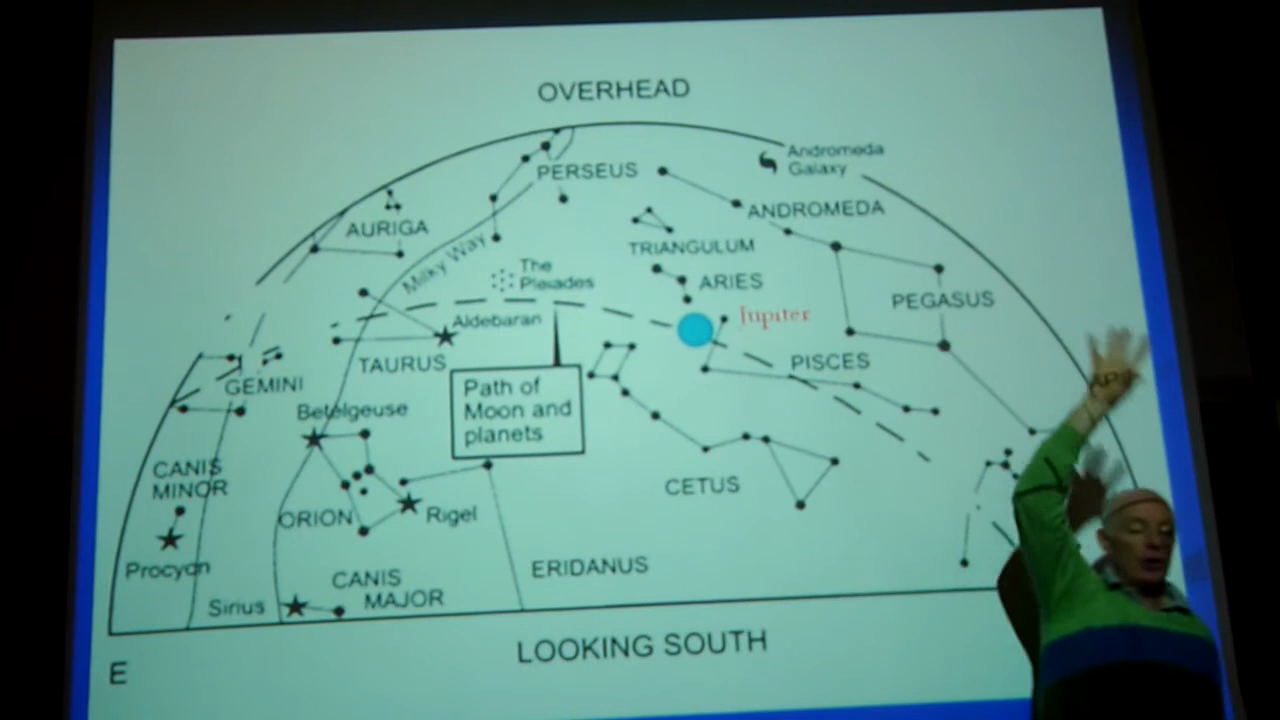 OVERHEAD
Andromeda
Galaxy
PERSEUS
ANDROMEDA
AURIGA
TRIANGULUM
Milky Way
The
Pleiades
ARIES
PEGASUS
Jupiter
Aldebaran
TAURUS
PISCES
GEMINI
Path of
Moon and
planets
Betelgeuse
CANIS
MINOR
CETUS
ORION
Rigel
Procyon
ERIDANUS
CANIS
MAJOR
Sirius
LOOKING SOUTH
E